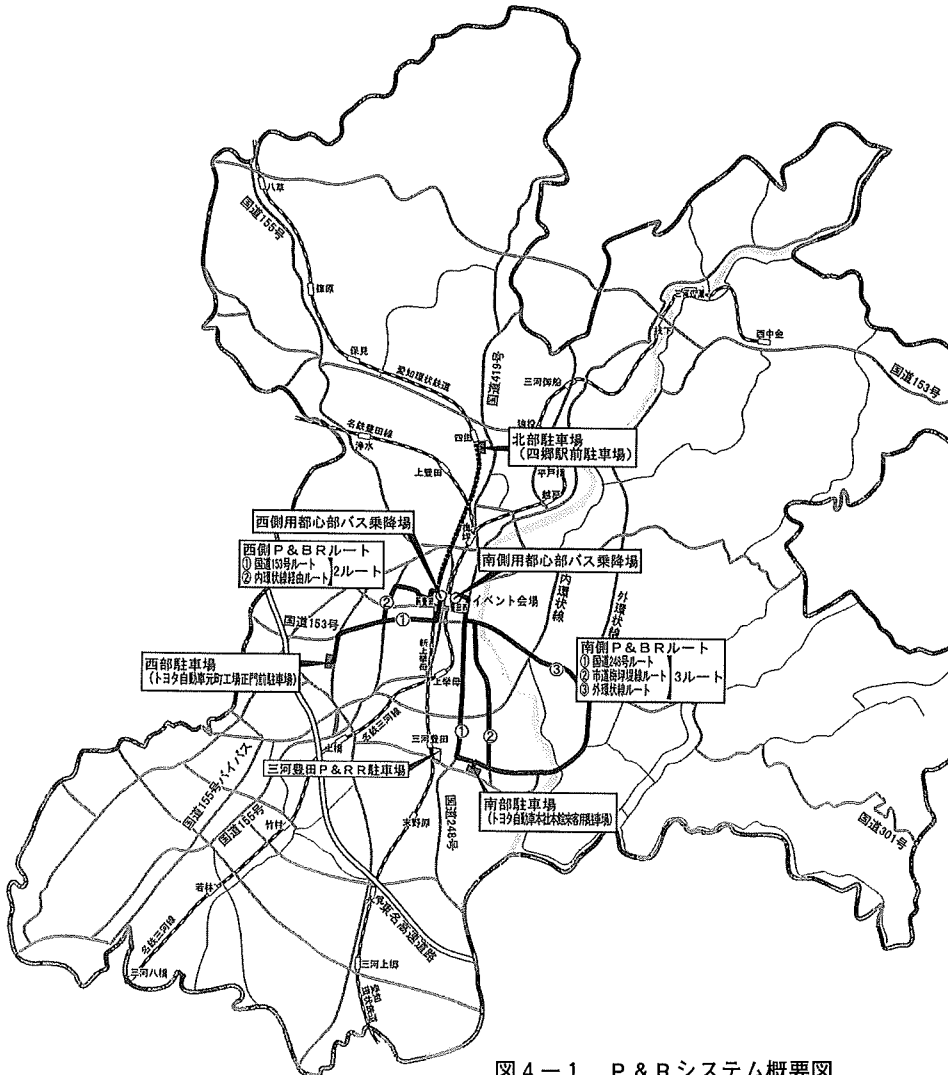 八草
国道155号
篠原
保見
愛知環状鉄道
国道419号
三河御船
西中金
国道153号
名鉄豊田線
浄水
四郷
上豊田
北部駐車場
(四郷駅前駐車場)
平戸橋
越戸
梅坪
西側用都心部バス乗降場
西側P&BRルート
① 国道153号ルート
② 内環状線経由ルート
2ルート
南側用都心部バス乗降場
イベント会場
内環状線
外環状線
②
国道153号
①
新上挙母
上挙母
南側P&BRルート
① 国道248号ルート
② 市道梅坪堤線ルート
③ 外環状線ルート
3ルート
③
西部駐車場
(トヨタ自動車元町工場正門前駐車場)
名鉄三河線
土橋
三河豊田
①
②
三河豊田P&RR駐車場
国道155号バイパス
国道155号
竹村
末野原
国道248号
南部駐車場
(トヨタ自動車本社本館来客用駐車場)
国道301号
若林
名鉄三河線
東名高速道路
三河八橋
三河上郷
愛知環状鉄道
図4-1 P&Rシステム概要図